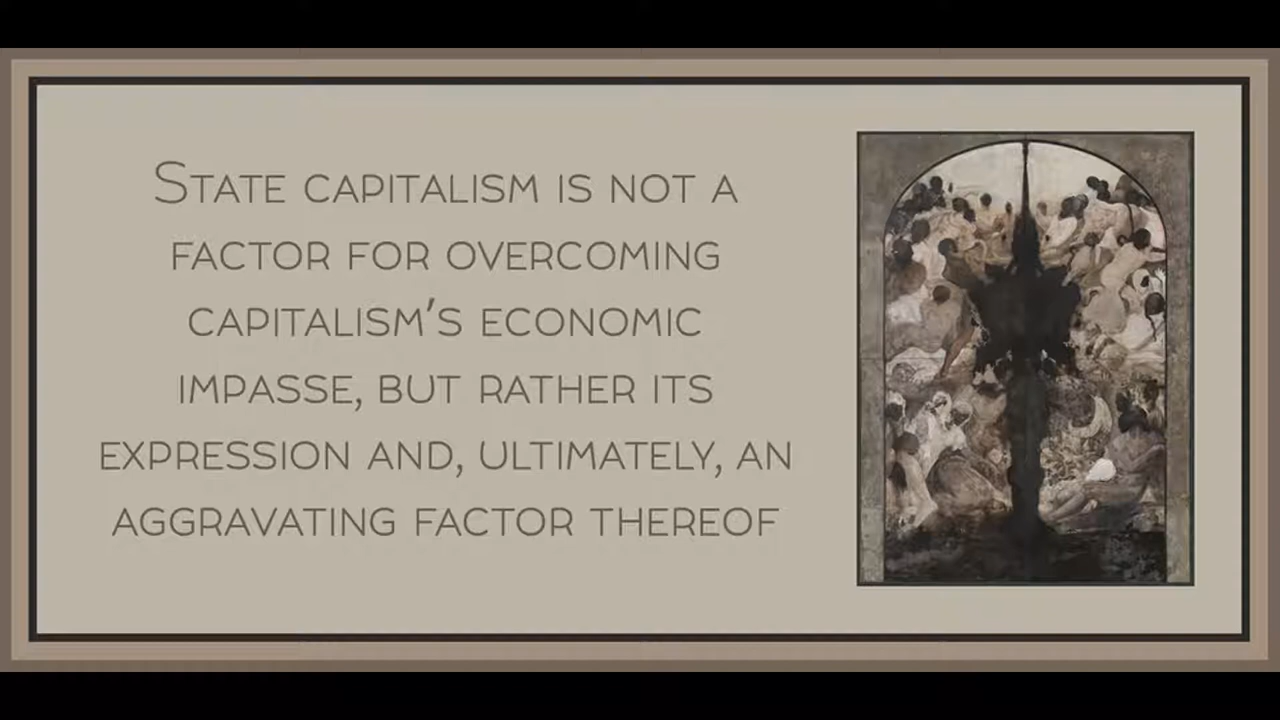 State capitalism is not a
factor for overcoming
capitalism's economic
impasse, but rather its
expression and, ultimately, an
aggravating factor thereof